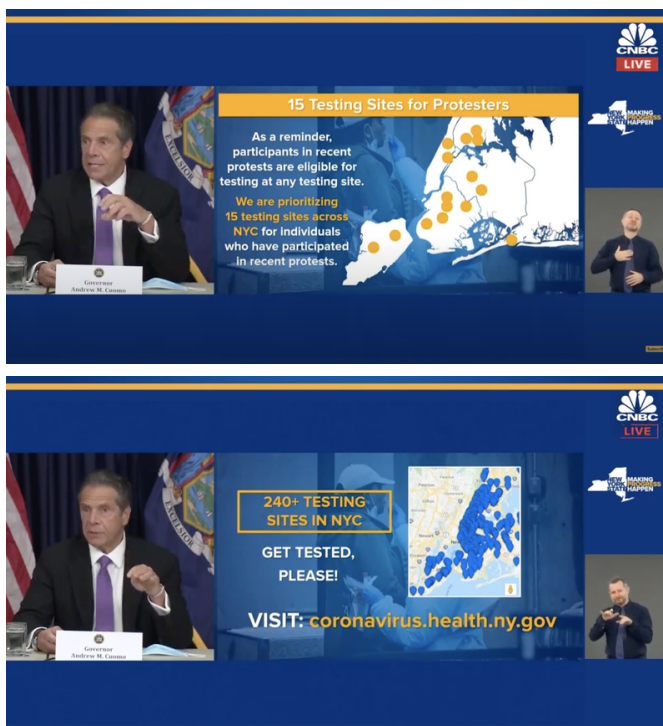 CNBC
LIVE
15 Testing Sites for Protesters
As a reminder,
participants in recent
protests are eligible for
testing at any testing site.
We are prioritizing
15 testing sites across
NYC for individuals
who have participated
in recent protests.
NEW YORK STATE
MAKING
PROGRESS
HAPPEN
EXCELSIOR
Governor
Andrew M. Cuomo
CNBC
LIVE
240+ TESTING
SITES IN NYC
GET TESTED,
PLEASE!
VISIT: coronavirus.health.ny.gov
NEW YORK STATE
MAKING
PROGRESS
HAPPEN
EXCELSIOR
Governor
Andrew M. Cuomo